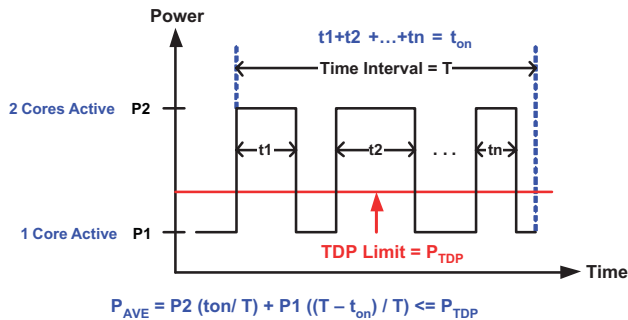 Power
t1+t2 +...+tn = ton
Time Interval = T
2 Cores Active P2
t1 t2 . . . tn
1 Core Active P1
TDP Limit = PTDP
Time
PAVE = P2 (ton/ T) + P1 ((T – ton) / T) <= PTDP